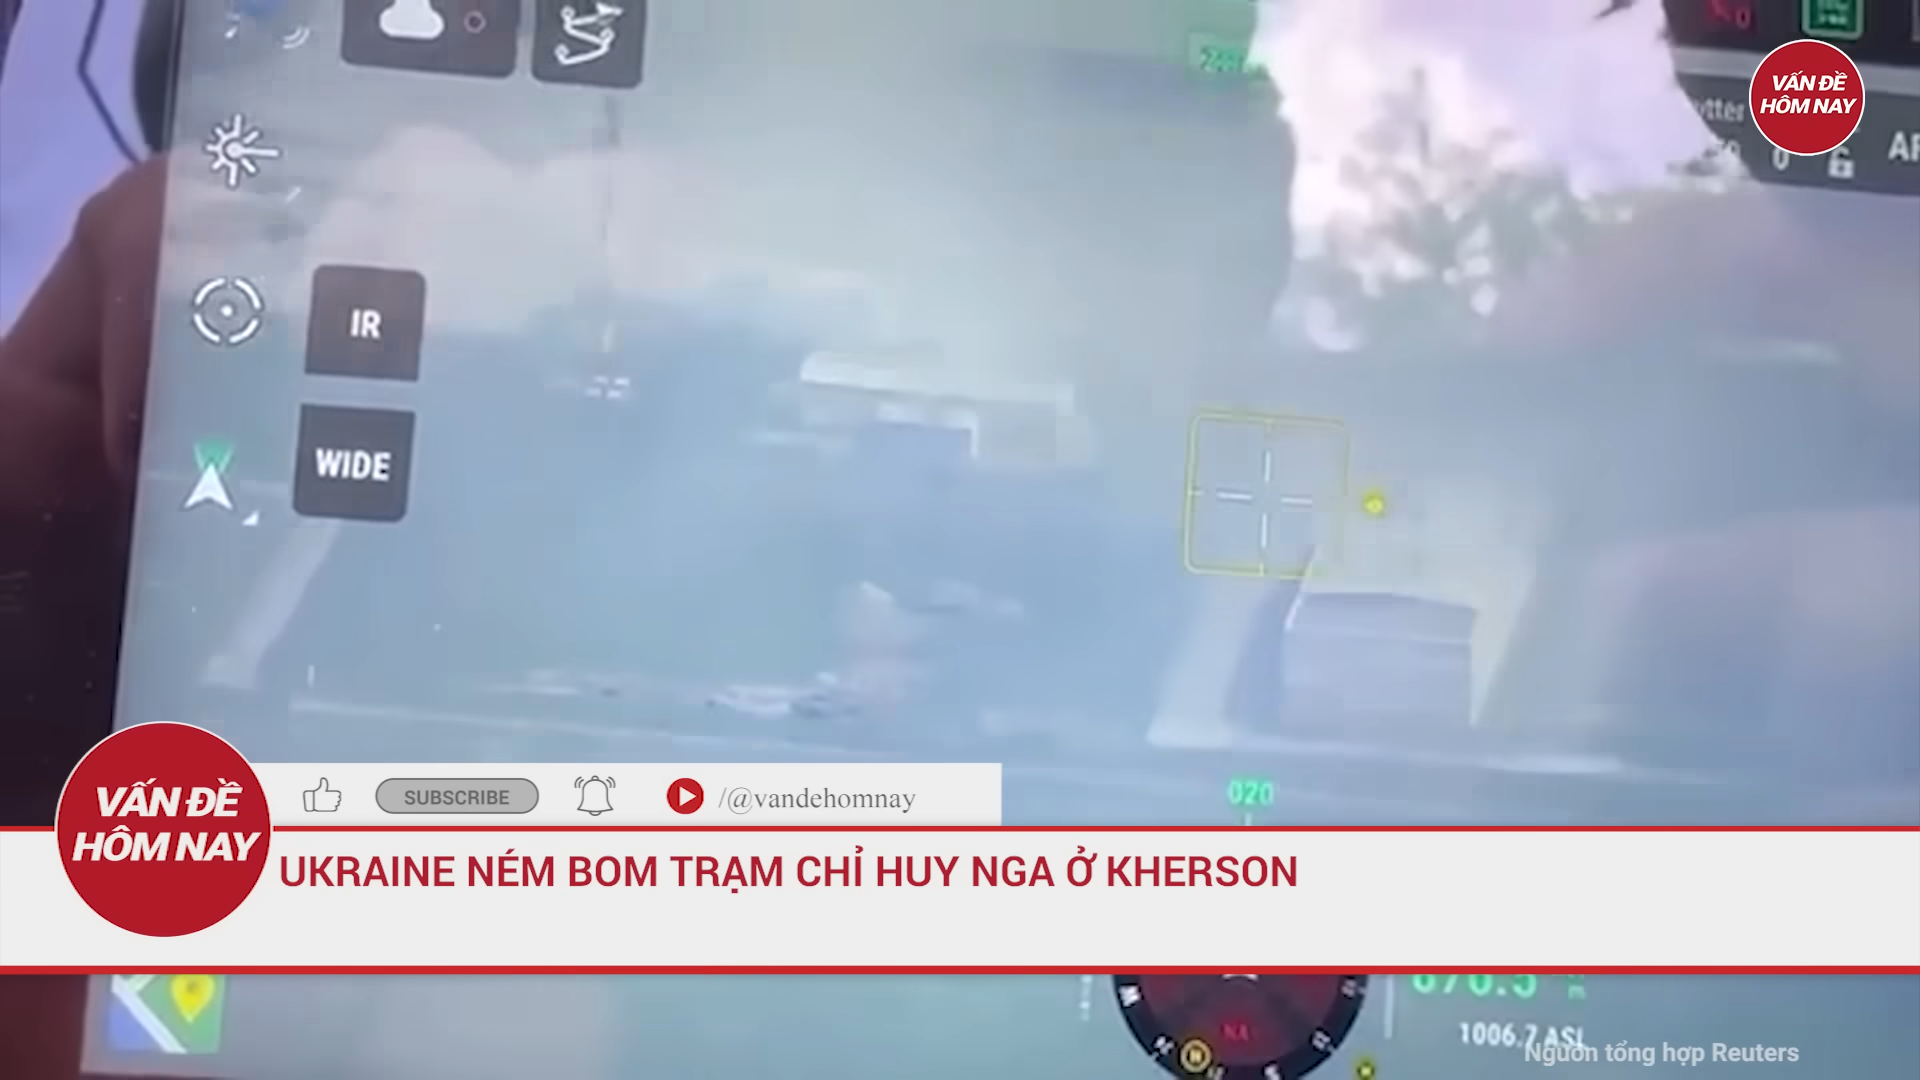 VẤN ĐỀ
HÔM NAY
IR
WIDE
020
SUBSCRIBE
/@vandehomnay
VẤN ĐỀ
HÔM NAY
UKRAINE NÉM BOM TRẠM CHỈ HUY NGA Ở KHERSON
1006.7 ASL
Nguồn tổng hợp Reuters